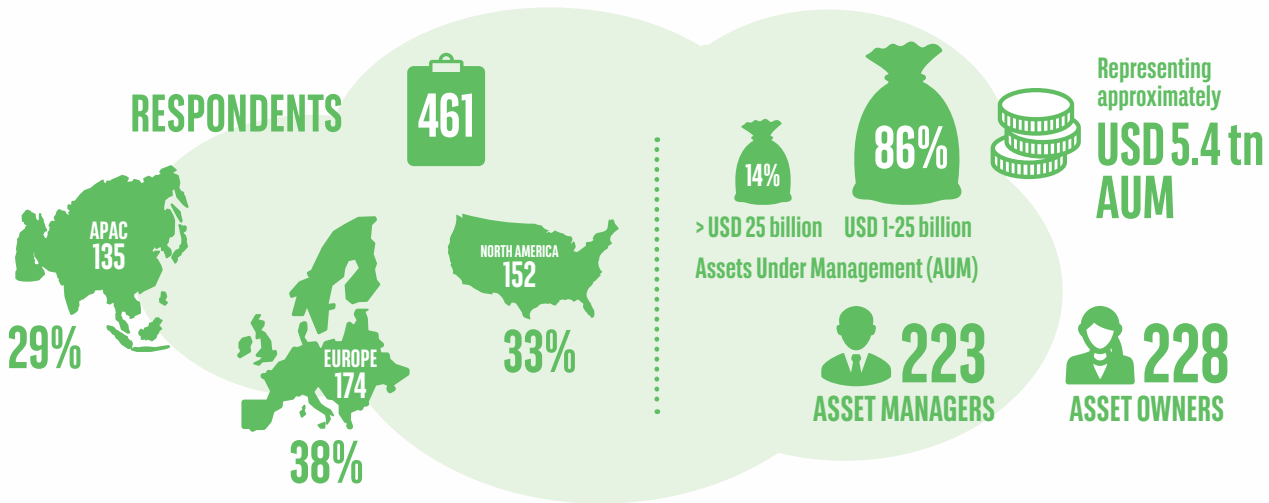 RESPONDENTS
461
APAC
135
29%
EUROPE
174
38%
NORTH AMERICA
152
33%
14%
> USD 25 billion
86%
USD 1-25 billion
Assets Under Management (AUM)
Representing
approximately
USD 5.4 tn
AUM
223
ASSET MANAGERS
228
ASSET OWNERS